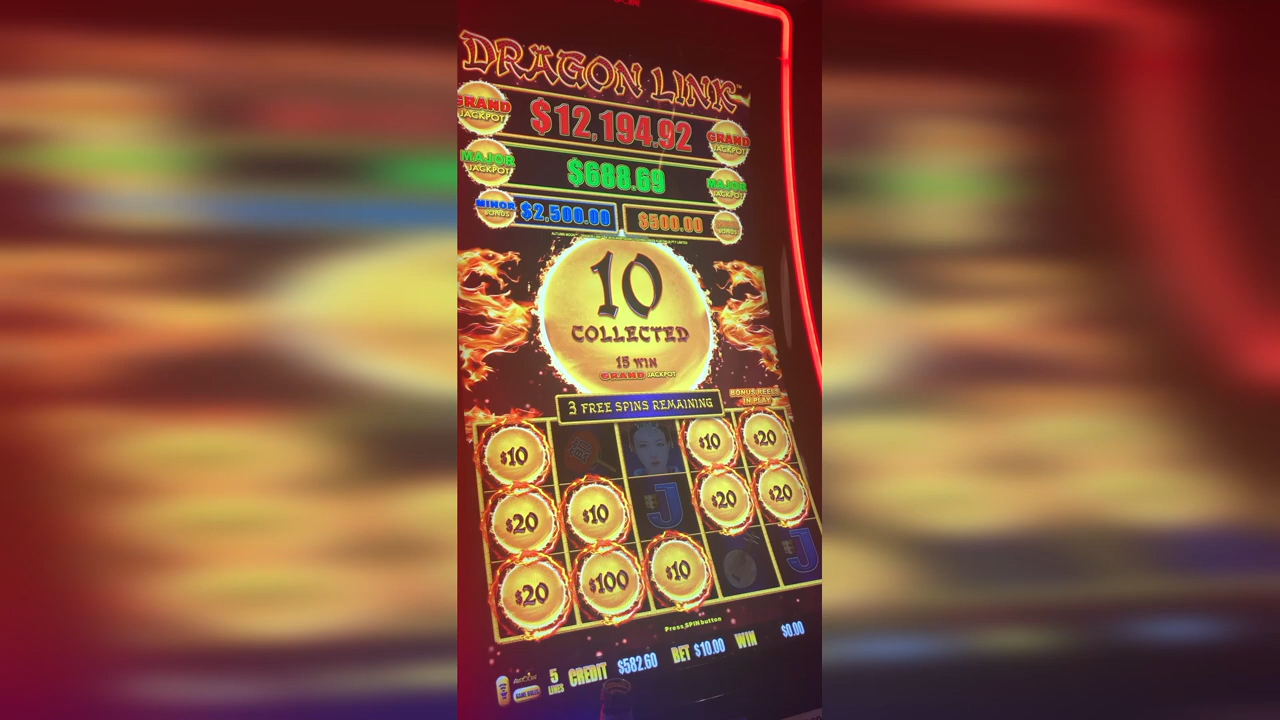 DRAGON LINK™
GRAND JACKPOT $12,194.92 GRAND JACKPOT
MAJOR JACKPOT $688.69 MAJOR JACKPOT
MINOR BONUS $2,500.00 $500.00 BONUS
10
COLLECTED
15 WIN
GRAND JACKPOT
3 FREE SPINS REMAINING
BONUS REELS
IN PLAY
$10 $10 $20
$20 $10 J $20 $20
$20 $100 $10 J
Press SPIN button
5 LINES CREDIT $582.60 BET $10.00 WIN $0.00
GAME RULES